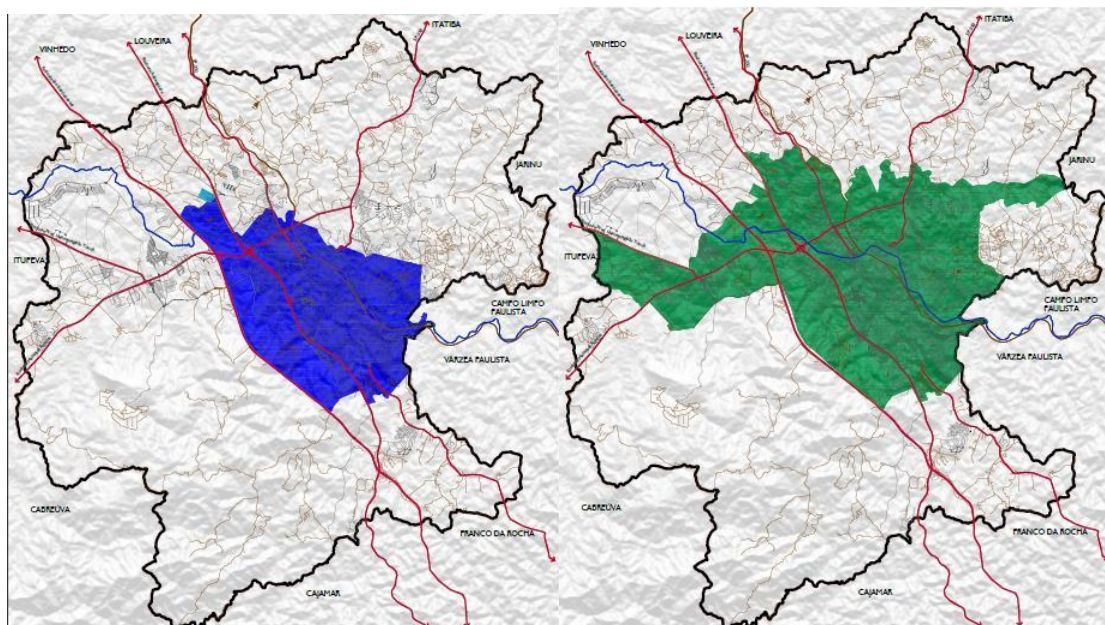 VINHEDO
LOUVEIRA
ITATIBA
JARINU
ITUPEVA
CAMPO LIMPO
PAULISTA
VÁRZEA PAULISTA
CABREÚVA
FRANCO DA ROCHA
CAJAMAR
VINHEDO
LOUVEIRA
ITATIBA
JARINU
ITUPEVA
CAMPO LIMPO
PAULISTA
VÁRZEA PAULISTA
CABREÚVA
FRANCO DA ROCHA
CAJAMAR